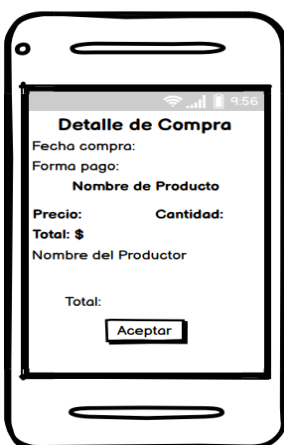 9:56
Detalle de Compra
Fecha compra:
Forma pago:
Nombre de Producto
Precio: Cantidad:
Total: $
Nombre del Productor
Total:
Aceptar